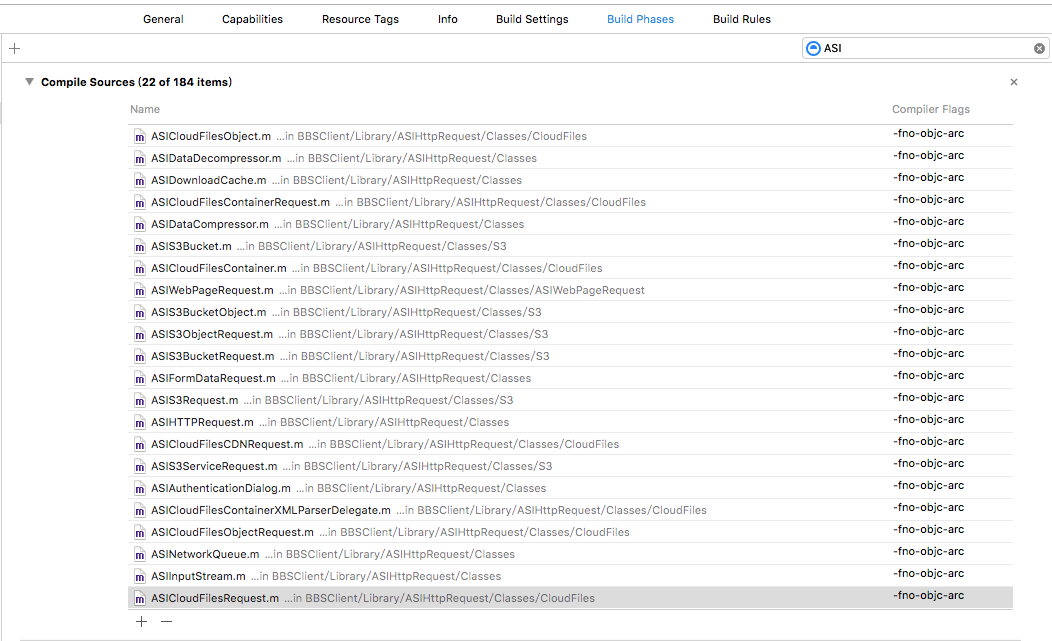 General Capabilities Resource Tags Info Build Settings Build Phases Build Rules
ASI
Compile Sources (22 of 184 items)
Name Compiler Flags
ASICloudFilesObject.m ...in BBSClient/Library/ASIHttpRequest/Classes/CloudFiles -fno-objc-arc
ASIDataDecompressor.m ...in BBSClient/Library/ASIHttpRequest/Classes -fno-objc-arc
ASIDownloadCache.m ...in BBSClient/Library/ASIHttpRequest/Classes -fno-objc-arc
ASICloudFilesContainerRequest.m ...in BBSClient/Library/ASIHttpRequest/Classes/CloudFiles -fno-objc-arc
ASIDataCompressor.m ...in BBSClient/Library/ASIHttpRequest/Classes -fno-objc-arc
ASIS3Bucket.m ...in BBSClient/Library/ASIHttpRequest/Classes/S3 -fno-objc-arc
ASICloudFilesContainer.m ...in BBSClient/Library/ASIHttpRequest/Classes/CloudFiles -fno-objc-arc
ASIWebPageRequest.m ...in BBSClient/Library/ASIHttpRequest/Classes/ASIWebPageRequest -fno-objc-arc
ASIS3BucketObject.m ...in BBSClient/Library/ASIHttpRequest/Classes/S3 -fno-objc-arc
ASIS3ObjectRequest.m ...in BBSClient/Library/ASIHttpRequest/Classes/S3 -fno-objc-arc
ASIS3BucketRequest.m ...in BBSClient/Library/ASIHttpRequest/Classes/S3 -fno-objc-arc
ASIFormDataRequest.m ...in BBSClient/Library/ASIHttpRequest/Classes -fno-objc-arc
ASIS3Request.m ...in BBSClient/Library/ASIHttpRequest/Classes/S3 -fno-objc-arc
ASIHTTPRequest.m ...in BBSClient/Library/ASIHttpRequest/Classes -fno-objc-arc
ASICloudFilesCDNRequest.m ...in BBSClient/Library/ASIHttpRequest/Classes/CloudFiles -fno-objc-arc
ASIS3ServiceRequest.m ...in BBSClient/Library/ASIHttpRequest/Classes/S3 -fno-objc-arc
ASIAuthenticationDialog.m ...in BBSClient/Library/ASIHttpRequest/Classes -fno-objc-arc
ASICloudFilesContainerXMLParserDelegate.m ...in BBSClient/Library/ASIHttpRequest/Classes/CloudFiles -fno-objc-arc
ASICloudFilesObjectRequest.m ...in BBSClient/Library/ASIHttpRequest/Classes/CloudFiles -fno-objc-arc
ASINetworkQueue.m ...in BBSClient/Library/ASIHttpRequest/Classes -fno-objc-arc
ASIInputStream.m ...in BBSClient/Library/ASIHttpRequest/Classes -fno-objc-arc
ASICloudFilesRequest.m ...in BBSClient/Library/ASIHttpRequest/Classes/CloudFiles -fno-objc-arc